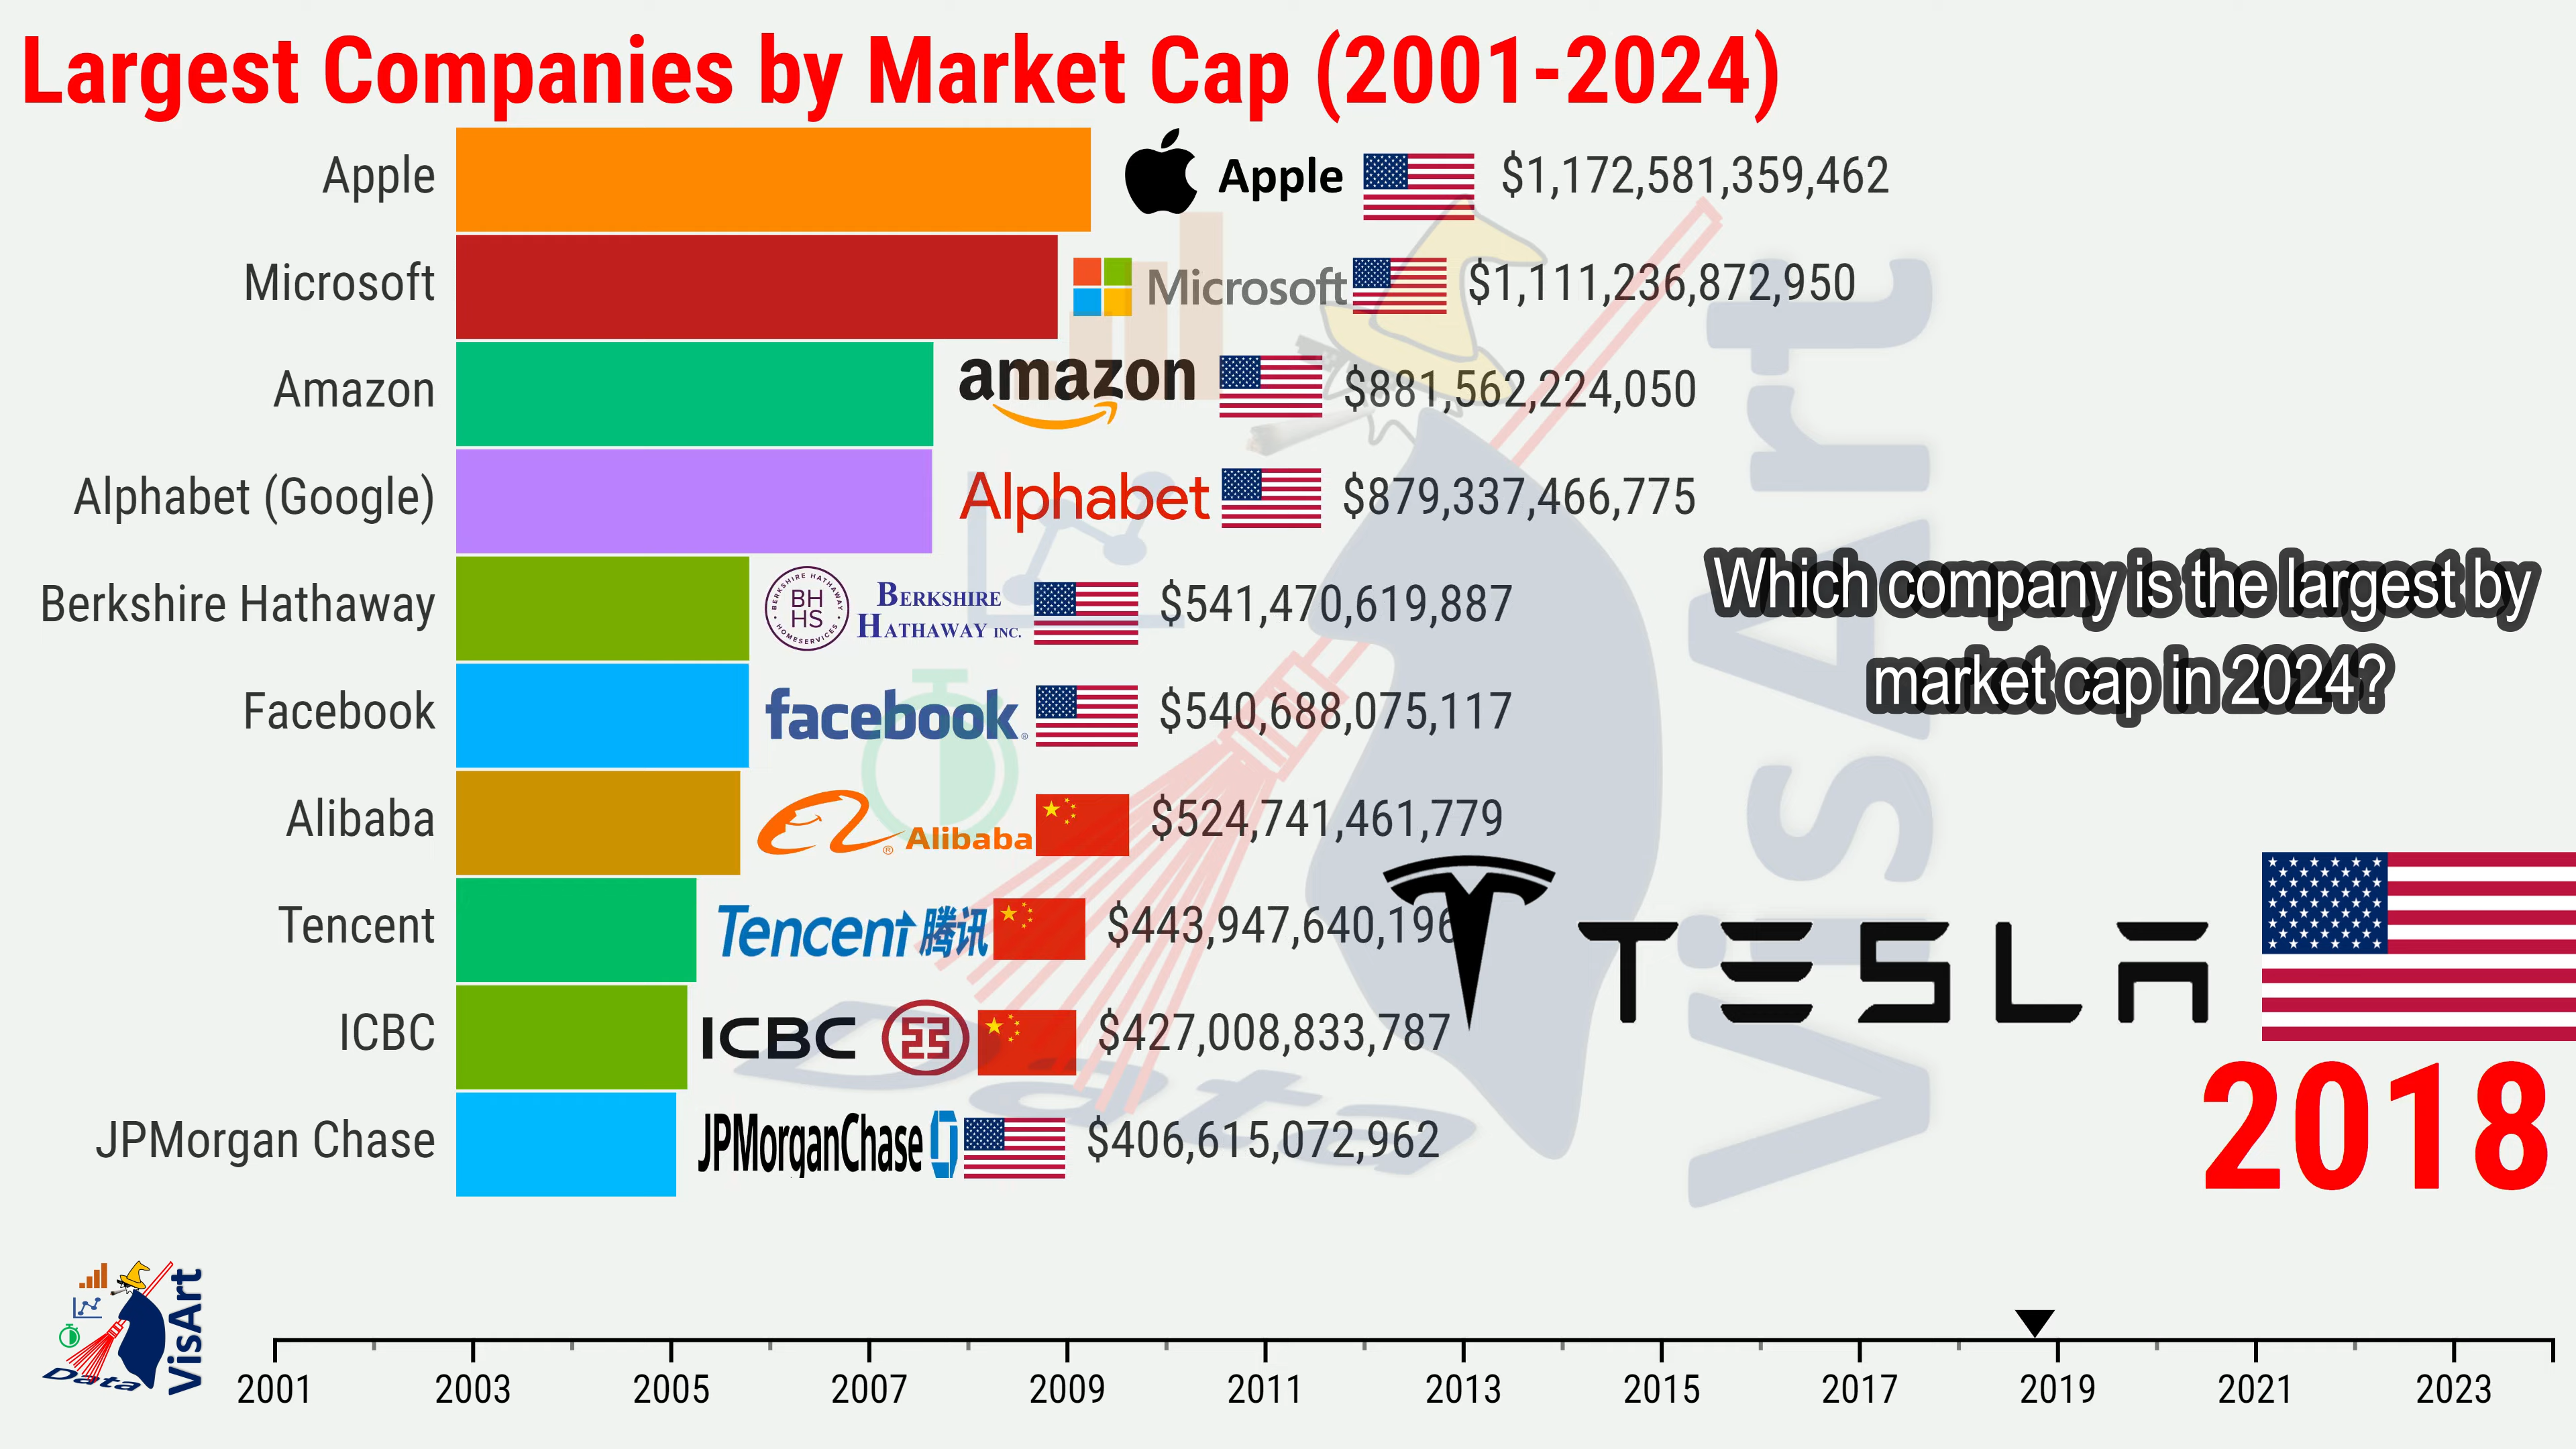 Largest Companies by Market Cap (2001-2024)
Apple Apple $1,172,581,359,462
Microsoft Microsoft $1,111,236,872,950
Amazon amazon $881,562,224,050
Alphabet (Google) Alphabet $879,337,466,775
Berkshire Hathaway BERKSHIRE HATHAWAY HOMESERVICES BH HS BERKSHIRE HATHAWAY INC. $541,470,619,887
Facebook facebook® $540,688,075,117
Alibaba ® Alibaba $524,741,461,779
Tencent Tencent 腾讯 $443,947,640,196
ICBC ICBC $427,008,833,787
JPMorgan Chase JPMorganChase $406,615,072,962
Which company is the largest by
market cap in 2024?
TESLA
2018
Data VisArt
Data VisArt
2001 2003 2005 2007 2009 2011 2013 2015 2017 2019 2021 2023